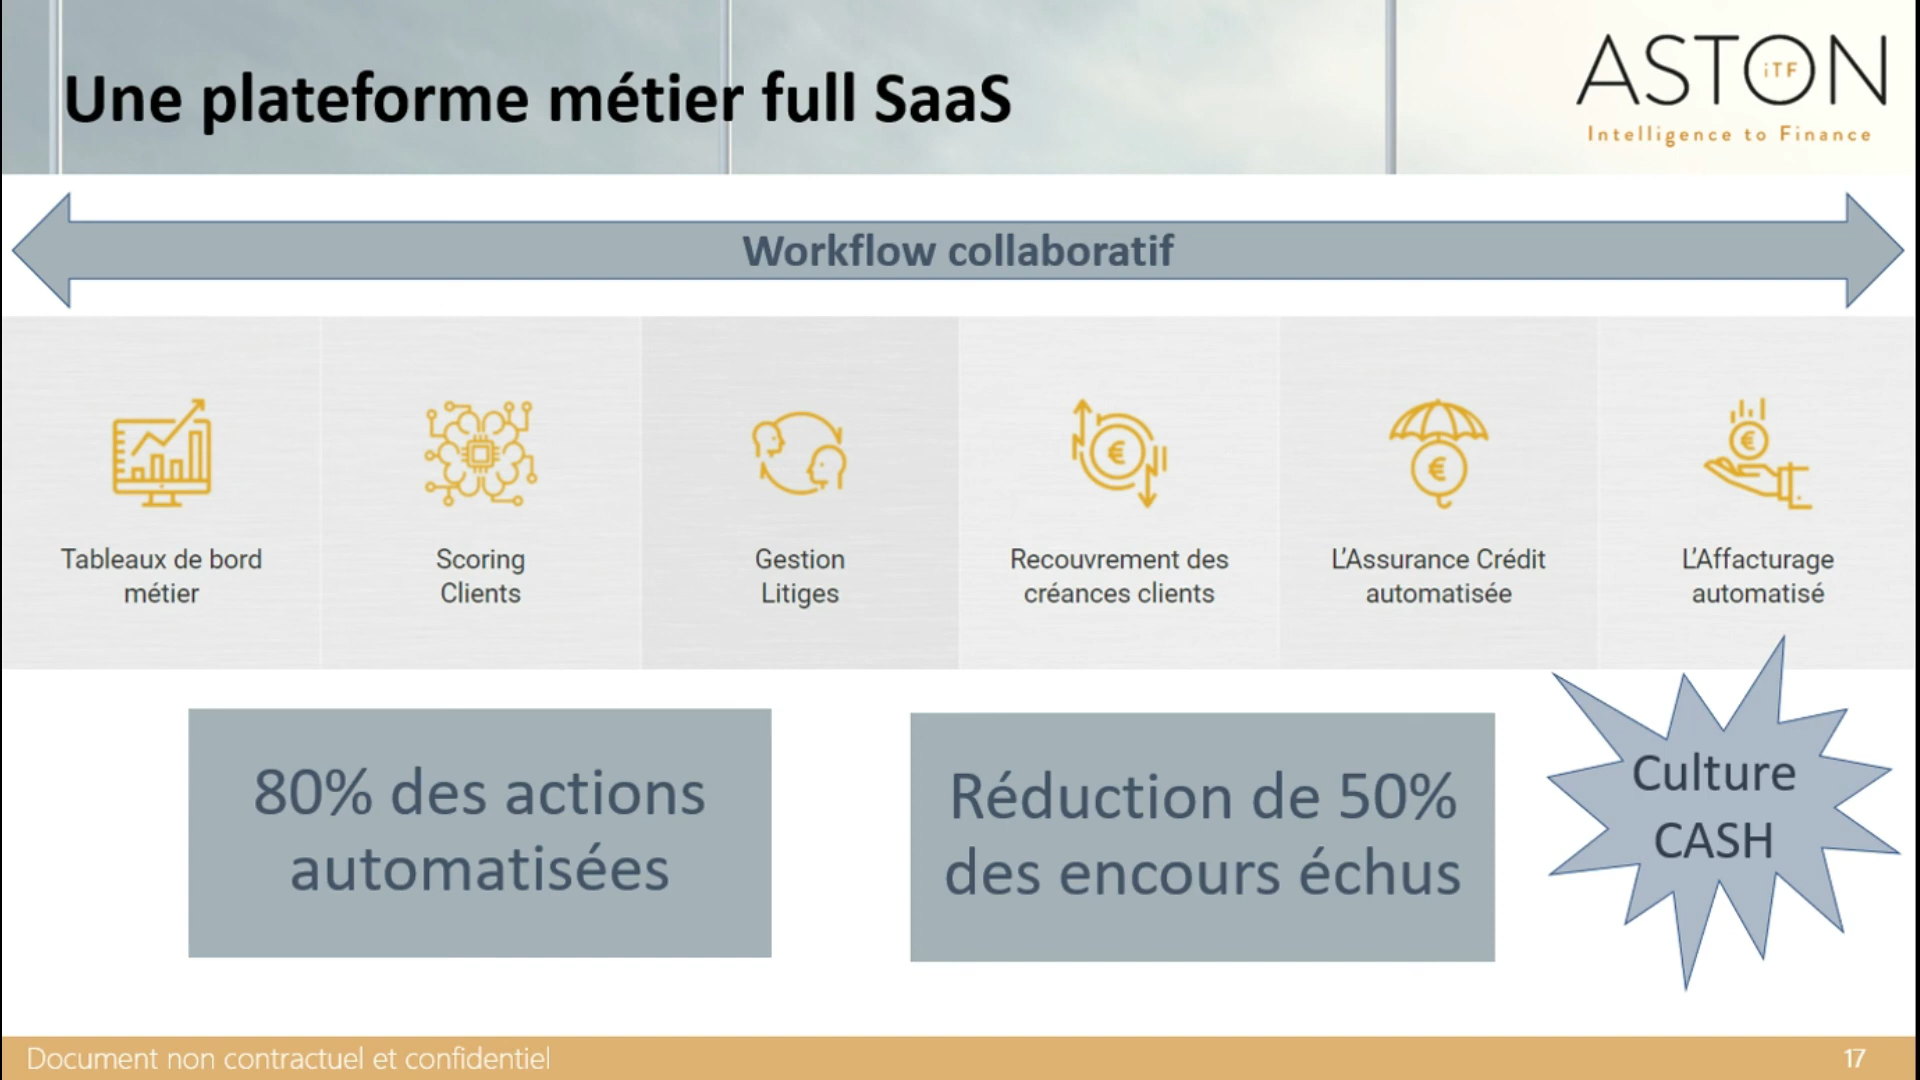 Une plateforme métier full SaaS
ASTON
iTF
Intelligence to Finance
Workflow collaboratif
Tableaux de bord
métier
Scoring
Clients
Gestion
Litiges
Recouvrement des
créances clients
L'Assurance Crédit
automatisée
L'Affacturage
automatisé
80% des actions
automatisées
Réduction de 50%
des encours échus
Culture
CASH
Document non contractuel et confidentiel
17